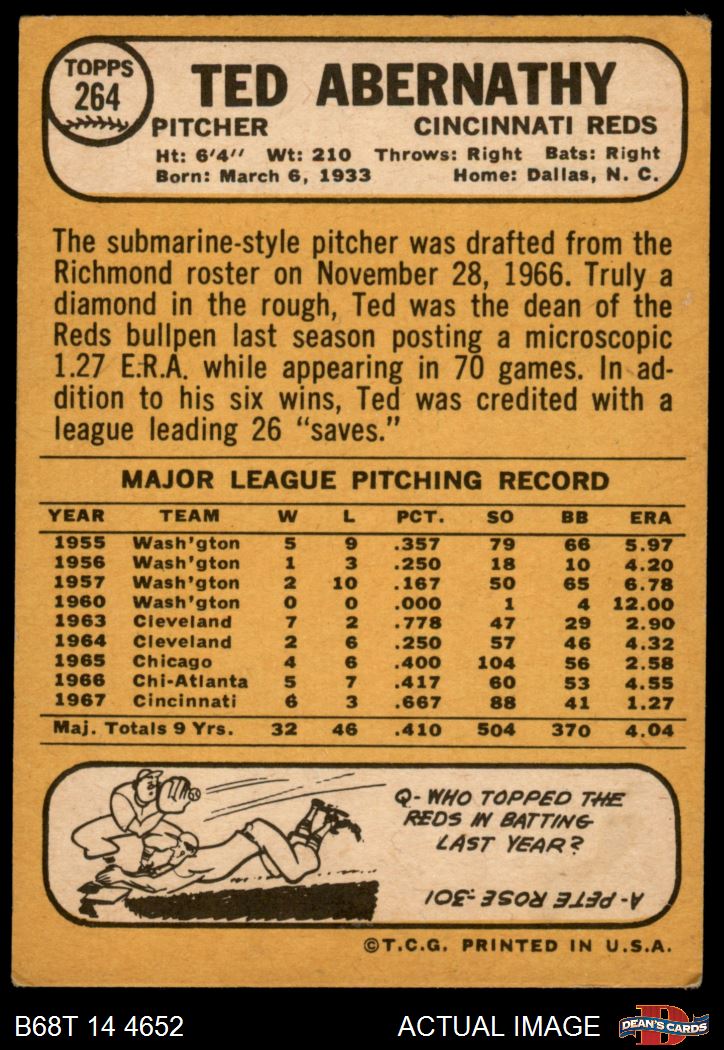 TOPPS
264
TED ABERNATHY
PITCHER CINCINNATI REDS
Ht: 6'4" Wt: 210 Throws: Right Bats: Right
Born: March 6, 1933 Home: Dallas, N. C.
The submarine-style pitcher was drafted from the
Richmond roster on November 28, 1966. Truly a
diamond in the rough, Ted was the dean of the
Reds bullpen last season posting a microscopic
1.27 E.R.A. while appearing in 70 games. In ad-
dition to his six wins, Ted was credited with a
league leading 26 "saves."
MAJOR LEAGUE PITCHING RECORD
YEAR TEAM W L PCT. SO BB ERA
1955 Wash'gton 5 9 .357 79 66 5.97
1956 Wash'gton 1 3 .250 18 10 4.20
1957 Wash'gton 2 10 .167 50 65 6.78
1960 Wash'gton 0 0 .000 1 4 12.00
1963 Cleveland 7 2 .778 47 29 2.90
1964 Cleveland 2 6 .250 57 46 4.32
1965 Chicago 4 6 .400 104 56 2.58
1966 Chi-Atlanta 5 7 .417 60 53 4.55
1967 Cincinnati 6 3 .667 88 41 1.27
Maj. Totals 9 Yrs. 32 46 .410 504 370 4.04
Q-WHO TOPPED THE
REDS IN BATTING
LAST YEAR?
A-PETE ROSE-.301
©T.C.G. PRINTED IN U.S.A.
B68T 14 4652 ACTUAL IMAGE D DEAN'S CARDS